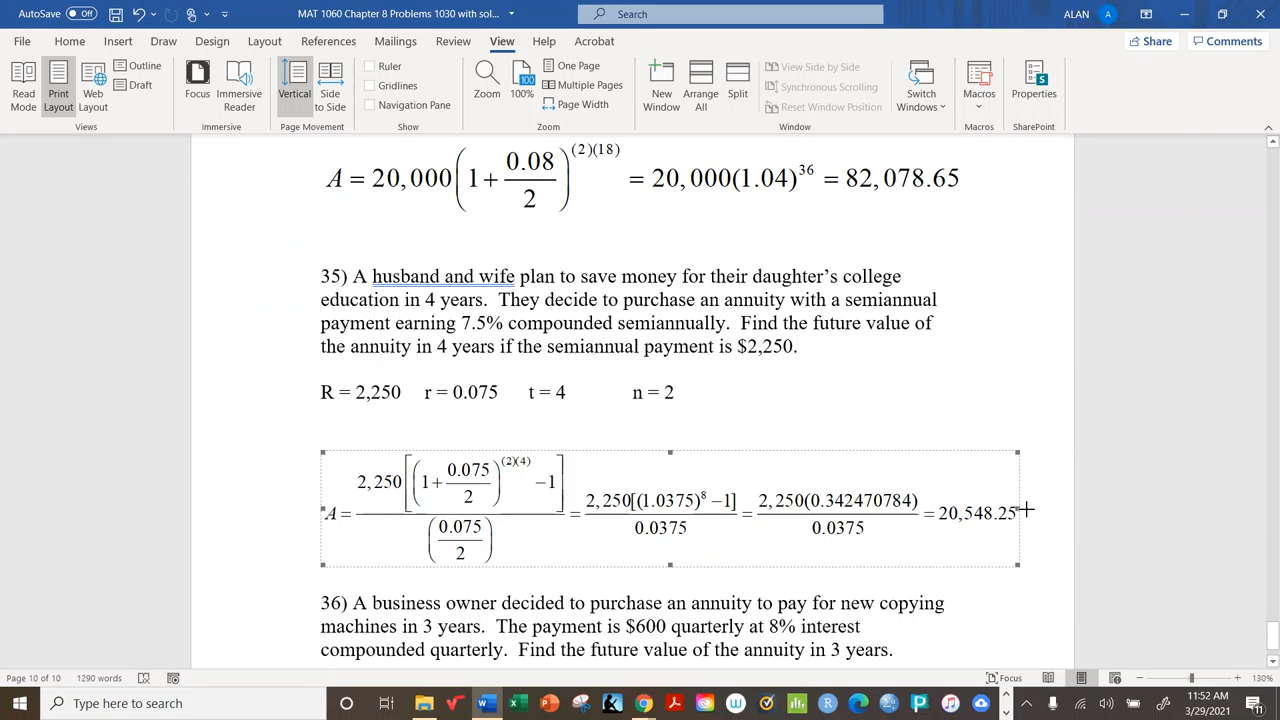 AutoSave Off MAT 1060 Chapter 8 Problems 1030 with sol... Search ALAN A
File Home Insert Draw Design Layout References Mailings Review View Help Acrobat Share Comments
Read Mode Print Layout Web Layout Outline Draft Focus Immersive Reader Vertical Side to Side Ruler Gridlines Navigation Pane Zoom 100 100% One Page Multiple Pages Page Width New Window Arrange All Split View Side by Side Synchronous Scrolling Reset Window Position Switch Windows Macros Properties
Views Immersive Page Movement Show Zoom Window Macros SharePoint
A = 20,000(1 + 0.08/2)^(2)(18) = 20,000(1.04)^36 = 82,078.65
35) A husband and wife plan to save money for their daughter’s college
education in 4 years. They decide to purchase an annuity with a semiannual
payment earning 7.5% compounded semiannually. Find the future value of
the annuity in 4 years if the semiannual payment is $2,250.
R = 2,250 r = 0.075 t = 4 n = 2
A = 2,250[(1 + 0.075/2)^(2)(4) − 1] / (0.075/2) = 2,250[(1.0375)^8 − 1] / 0.0375 = 2,250(0.342470784) / 0.0375 = 20,548.25
36) A business owner decided to purchase an annuity to pay for new copying
machines in 3 years. The payment is $600 quarterly at 8% interest
compounded quarterly. Find the future value of the annuity in 3 years.
Page 10 of 10 1290 words Focus 130%
Type here to search 11:52 AM
3/29/2021